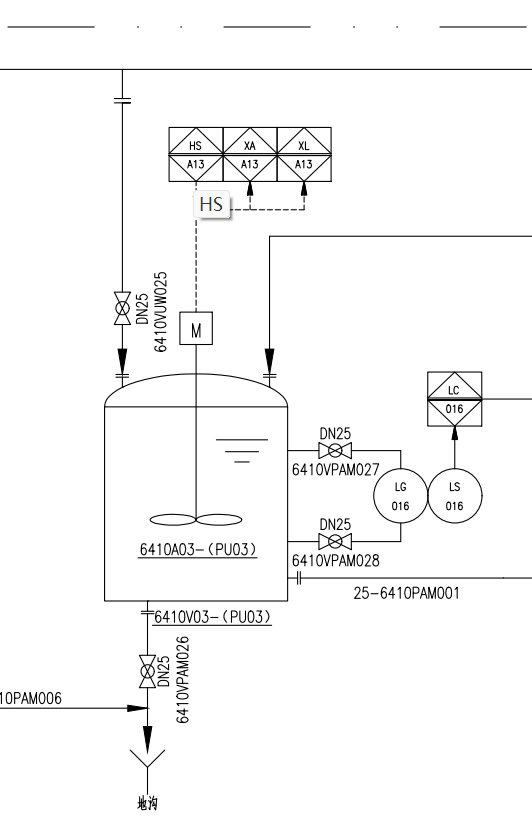 HS XA XL
A13 A13 A13
HS
DN25
6410VUW025
M
LC
016
DN25
6410VPAM027
LG LS
016 016
DN25
6410VPAM028
6410A03-(PU03)
25-6410PAM001
6410V03-(PU03)
DN25
6410VPAM026
10PAM006
地沟